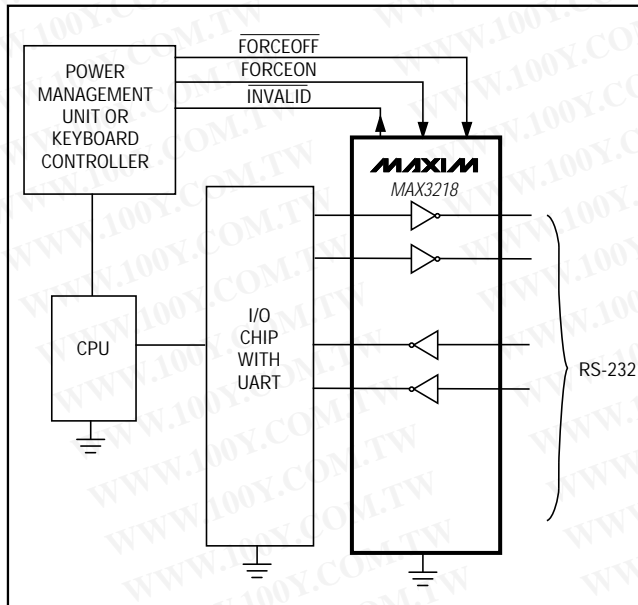 FORCEOFF
FORCEON
INVALID
POWER
MANAGEMENT
UNIT OR
KEYBOARD
CONTROLLER
MAXIM
MAX3218
I/O
CHIP
WITH
UART
CPU
RS-232
WWW.100Y.COM.TW